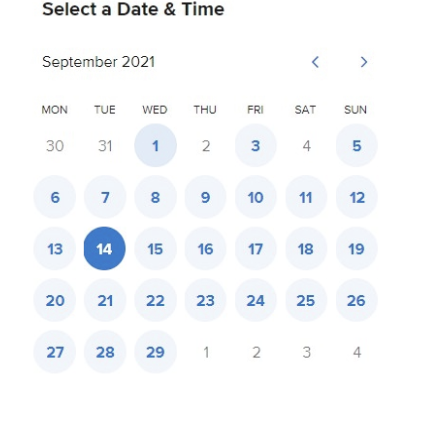 Select a Date & Time
September 2021
MON TUE WED THU FRI SAT SUN
30 31 1 2 3 4 5
6 7 8 9 10 11 12
13 14 15 16 17 18 19
20 21 22 23 24 25 26
27 28 29 1 2 3 4